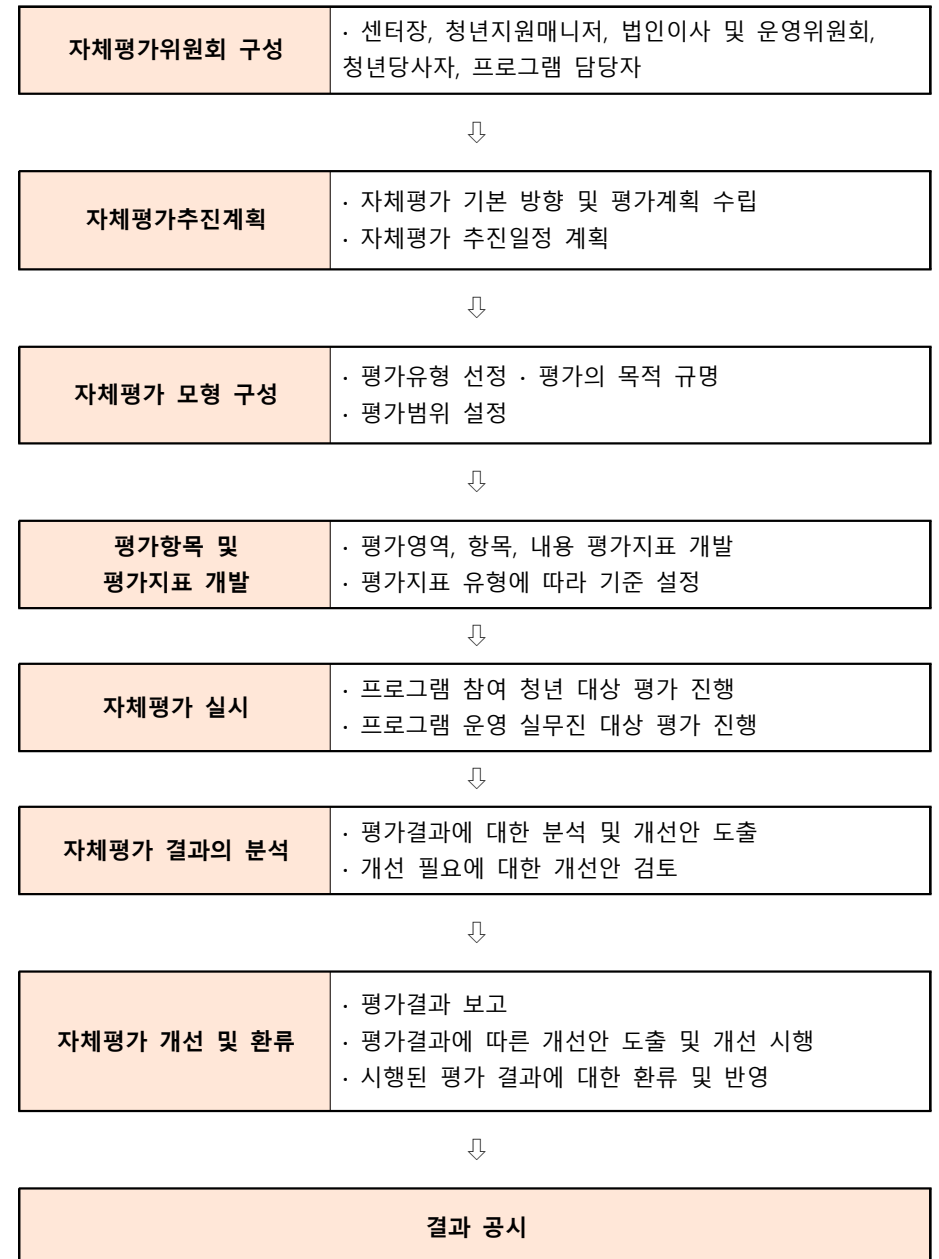 자체평가위원회 구성
· 센터장, 청년지원매니저, 법인이사 및 운영위원회,
청년당사자, 프로그램 담당자
⇩
자체평가추진계획
· 자체평가 기본 방향 및 평가계획 수립
· 자체평가 추진일정 계획
⇩
자체평가 모형 구성
· 평가유형 선정 · 평가의 목적 규명
· 평가범위 설정
⇩
평가항목 및
평가지표 개발
· 평가영역, 항목, 내용 평가지표 개발
· 평가지표 유형에 따라 기준 설정
⇩
자체평가 실시
· 프로그램 참여 청년 대상 평가 진행
· 프로그램 운영 실무진 대상 평가 진행
⇩
자체평가 결과의 분석
· 평가결과에 대한 분석 및 개선안 도출
· 개선 필요에 대한 개선안 검토
⇩
자체평가 개선 및 환류
· 평가결과 보고
· 평가결과에 따른 개선안 도출 및 개선 시행
· 시행된 평가 결과에 대한 환류 및 반영
⇩
결과 공시